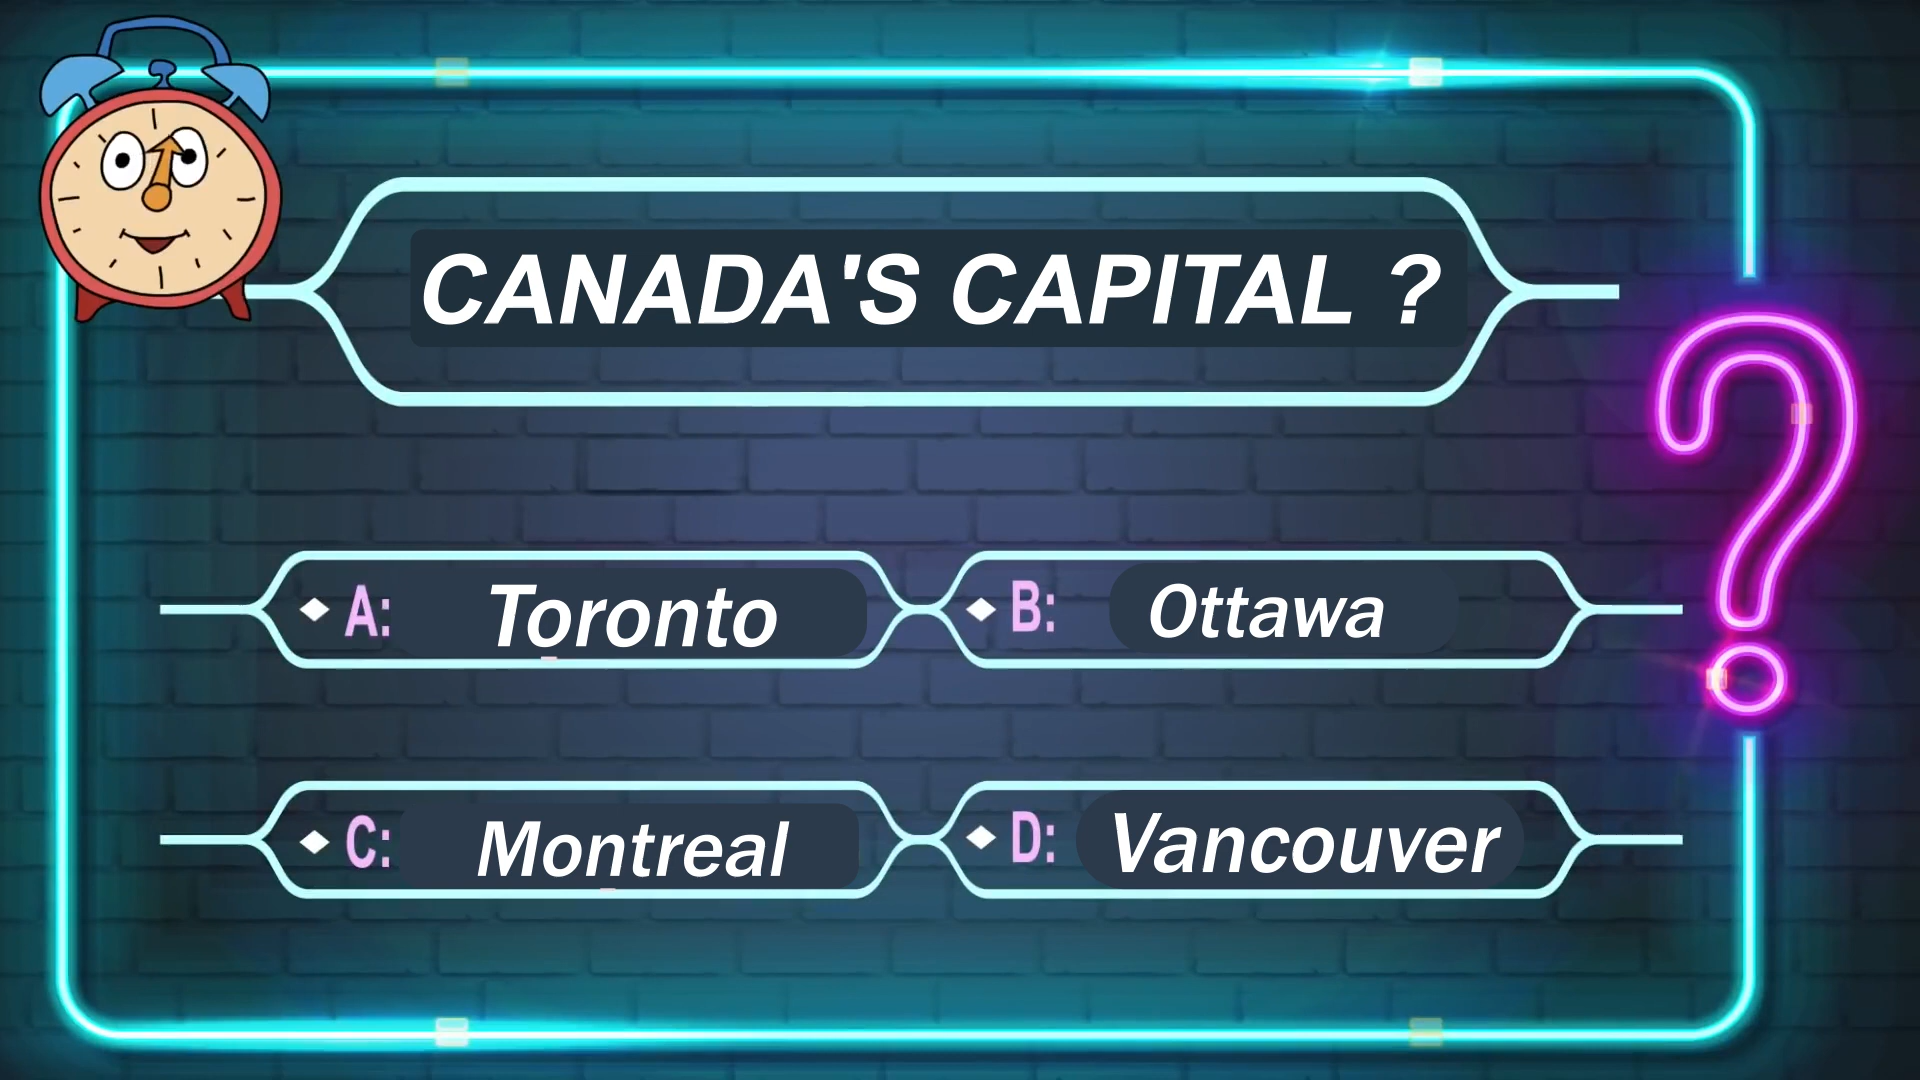 CANADA'S CAPITAL ?
A: Toronto
B: Ottawa
C: Montreal
D: Vancouver